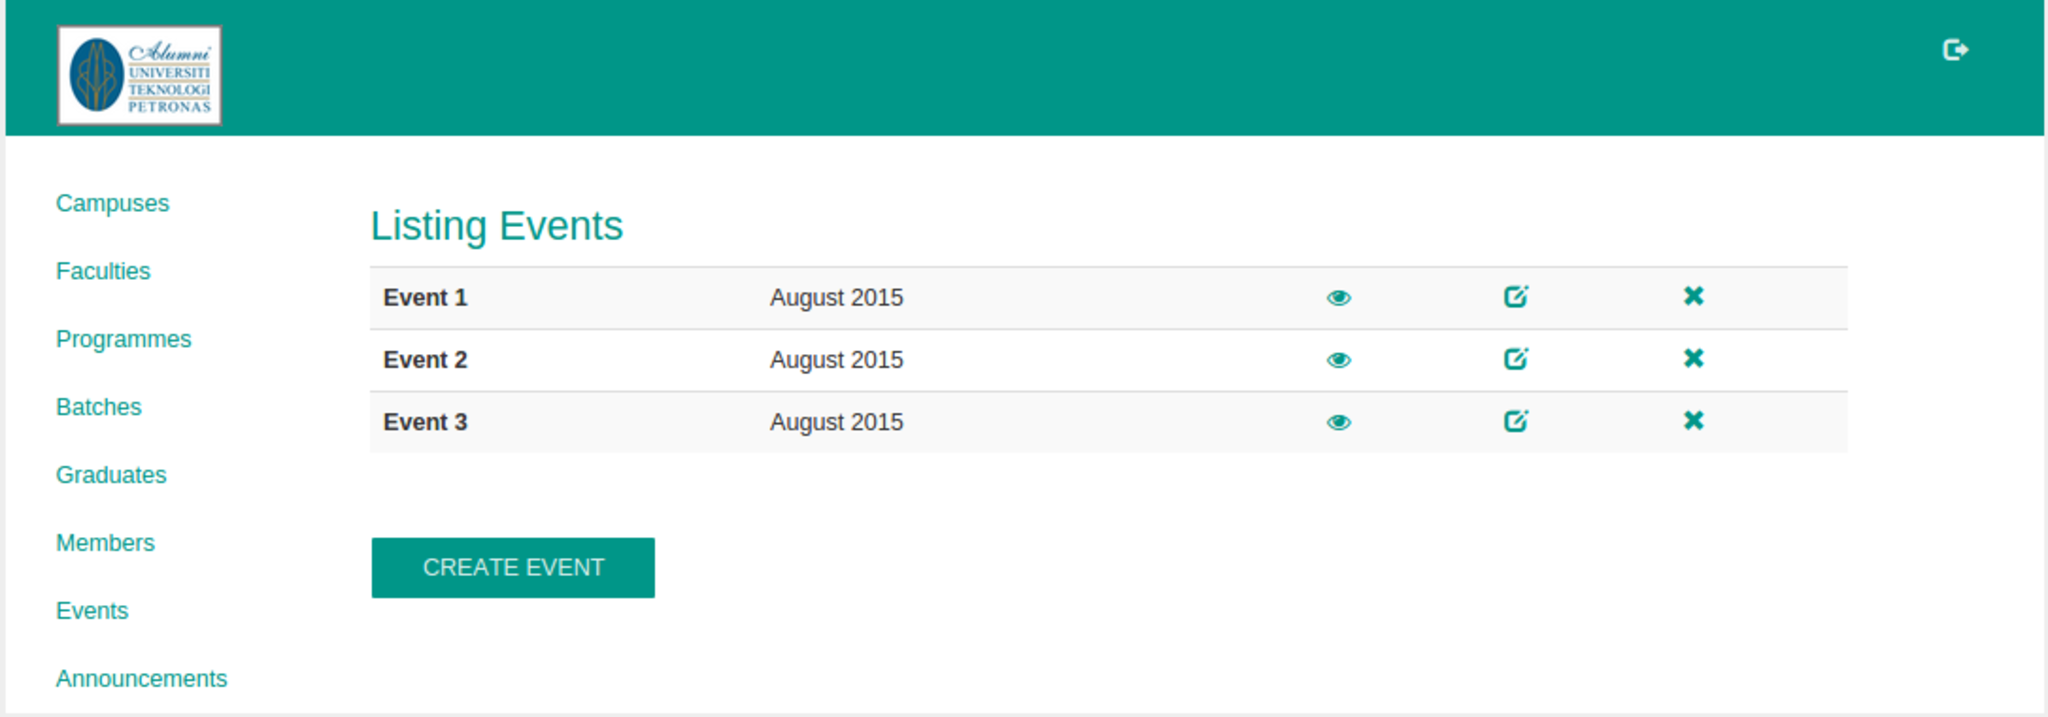 Alumni
UNIVERSITI
TEKNOLOGI
PETRONAS
Campuses
Faculties
Programmes
Batches
Graduates
Members
Events
Announcements
Listing Events
Event 1 August 2015
Event 2 August 2015
Event 3 August 2015
CREATE EVENT